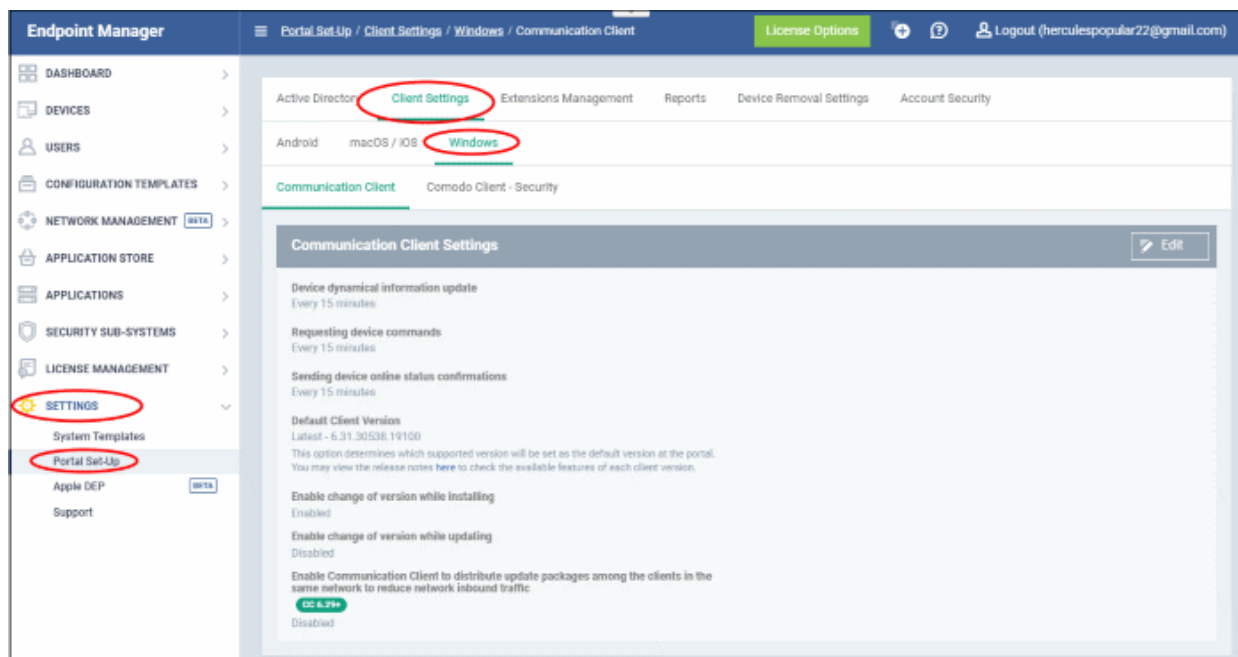 Endpoint Manager
Portal Set-Up / Client Settings / Windows / Communication Client
License Options
Logout (herculespopular22@gmail.com)
DASHBOARD
DEVICES
USERS
CONFIGURATION TEMPLATES
NETWORK MANAGEMENT BETA
APPLICATION STORE
APPLICATIONS
SECURITY SUB-SYSTEMS
LICENSE MANAGEMENT
SETTINGS
System Templates
Portal Set-Up
Apple DEP BETA
Support
Active Directory Client Settings Extensions Management Reports Device Removal Settings Account Security
Android macOS / iOS Windows
Communication Client Comodo Client - Security
Communication Client Settings
Edit
Device dynamical information update
Every 15 minutes
Requesting device commands
Every 15 minutes
Sending device online status confirmations
Every 15 minutes
Default Client Version
Latest - 6.31.30538.19100
This option determines which supported version will be set as the default version at the portal.
You may view the release notes here to check the available features of each client version.
Enable change of version while installing
Enabled
Enable change of version while updating
Disabled
Enable Communication Client to distribute update packages among the clients in the
same network to reduce network inbound traffic
CC 6.29+
Disabled